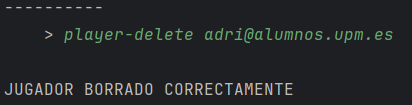 ----------
> player-delete adri@alumnos.upm.es
JUGADOR BORRADO CORRECTAMENTE